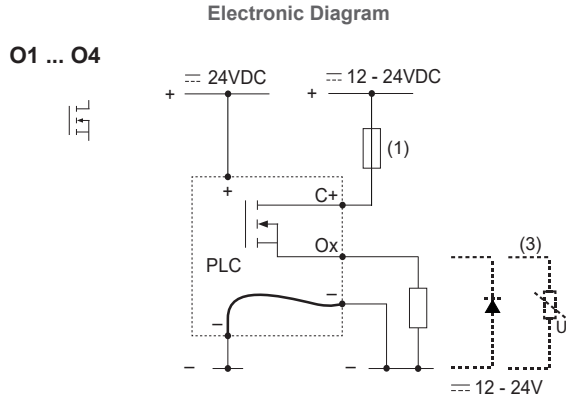 Electronic Diagram
O1 ... O4
24VDC
12 - 24VDC
+
+
(1)
+
C+
Ox
PLC
–
–
(3)
U
–
–
12 - 24V